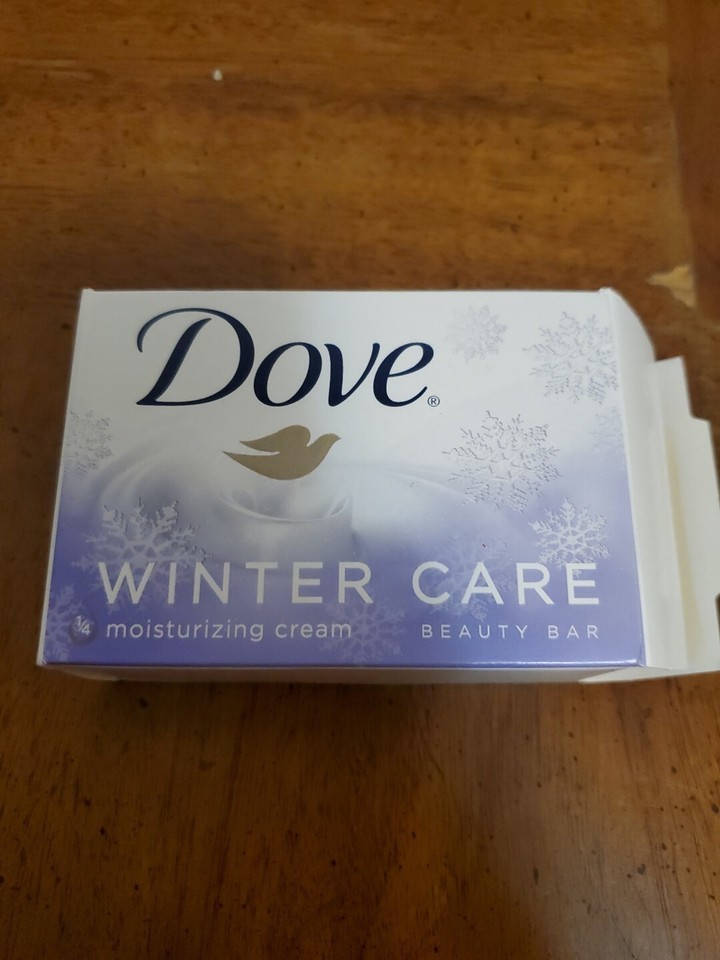 Dove®
WINTER CARE
¼ moisturizing cream
BEAUTY BAR